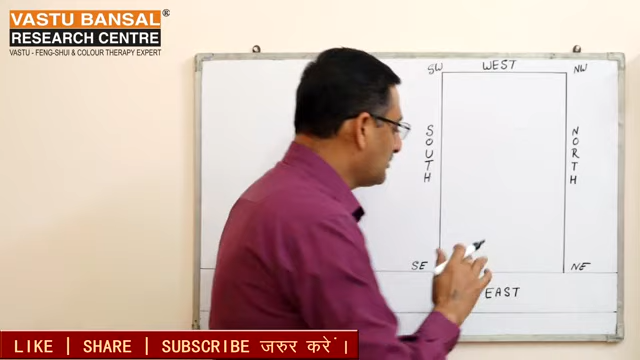 VASTU BANSAL®
RESEARCH CENTRE
VASTU - FENG-SHUI & COLOUR THERAPY EXPERT
SW WEST NW
SOUTH
NORTH
SE NE
EAST
LIKE | SHARE | SUBSCRIBE जरुर करें |